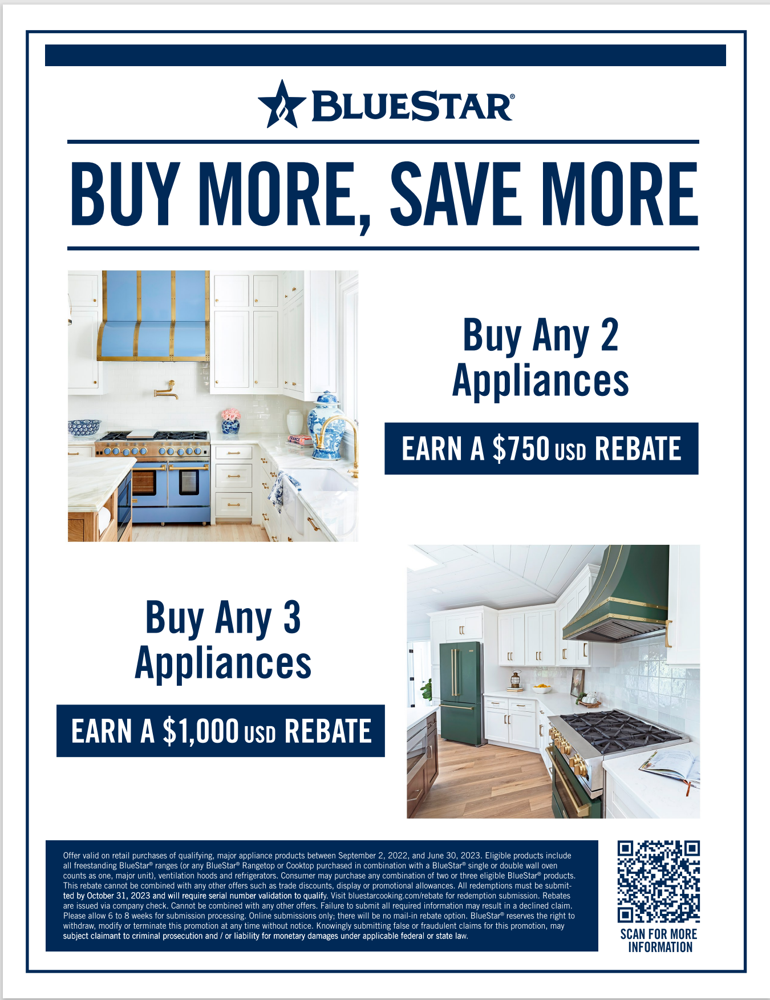 BLUESTAR®
BUY MORE, SAVE MORE
Buy Any 2
Appliances
EARN A $750 USD REBATE
FRANCE
Buy Any 3
Appliances
EARN A $1,000 USD REBATE
Offer valid on retail purchases of qualifying, major appliance products between September 2, 2022, and June 30, 2023. Eligible products include
all freestanding BlueStar® ranges (or any BlueStar® Rangetop or Cooktop purchased in combination with a BlueStar® single or double wall oven
counts as one, major unit), ventilation hoods and refrigerators. Consumer may purchase any combination of two or three eligible BlueStar® products.
This rebate cannot be combined with any other offers such as trade discounts, display or promotional allowances. All redemptions must be submit-
ted by October 31, 2023 and will require serial number validation to qualify. Visit bluestarcooking.com/rebate for redemption submission. Rebates
are issued via company check. Cannot be combined with any other offers. Failure to submit all required information may result in a declined claim.
Please allow 6 to 8 weeks for submission processing. Online submissions only; there will be no mail-in rebate option. BlueStar® reserves the right to
withdraw, modify or terminate this promotion at any time without notice. Knowingly submitting false or fraudulent claims for this promotion, may
subject claimant to criminal prosecution and / or liability for monetary damages under applicable federal or state law.
SCAN FOR MORE
INFORMATION